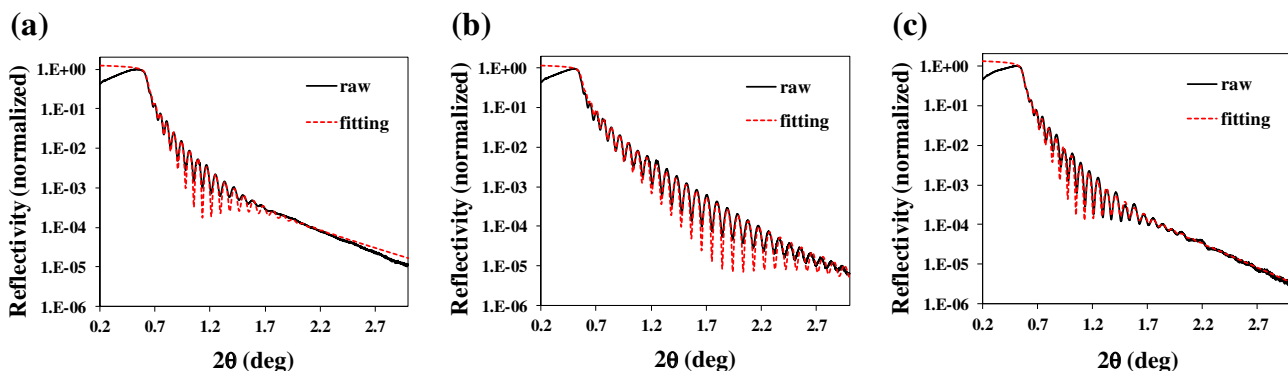 (a)
Reflectivity (normalized)
1.E+00
1.E-01
1.E-02
1.E-03
1.E-04
1.E-05
1.E-06
0.2 0.7 1.2 1.7 2.2 2.7
2θ (deg)
raw
fitting
(b)
Reflectivity (normalized)
1.E+00
1.E-01
1.E-02
1.E-03
1.E-04
1.E-05
1.E-06
0.2 0.7 1.2 1.7 2.2 2.7
2θ (deg)
raw
fitting
(c)
Reflectivity (normalized)
1.E+00
1.E-01
1.E-02
1.E-03
1.E-04
1.E-05
1.E-06
0.2 0.7 1.2 1.7 2.2 2.7
2θ (deg)
raw
fitting